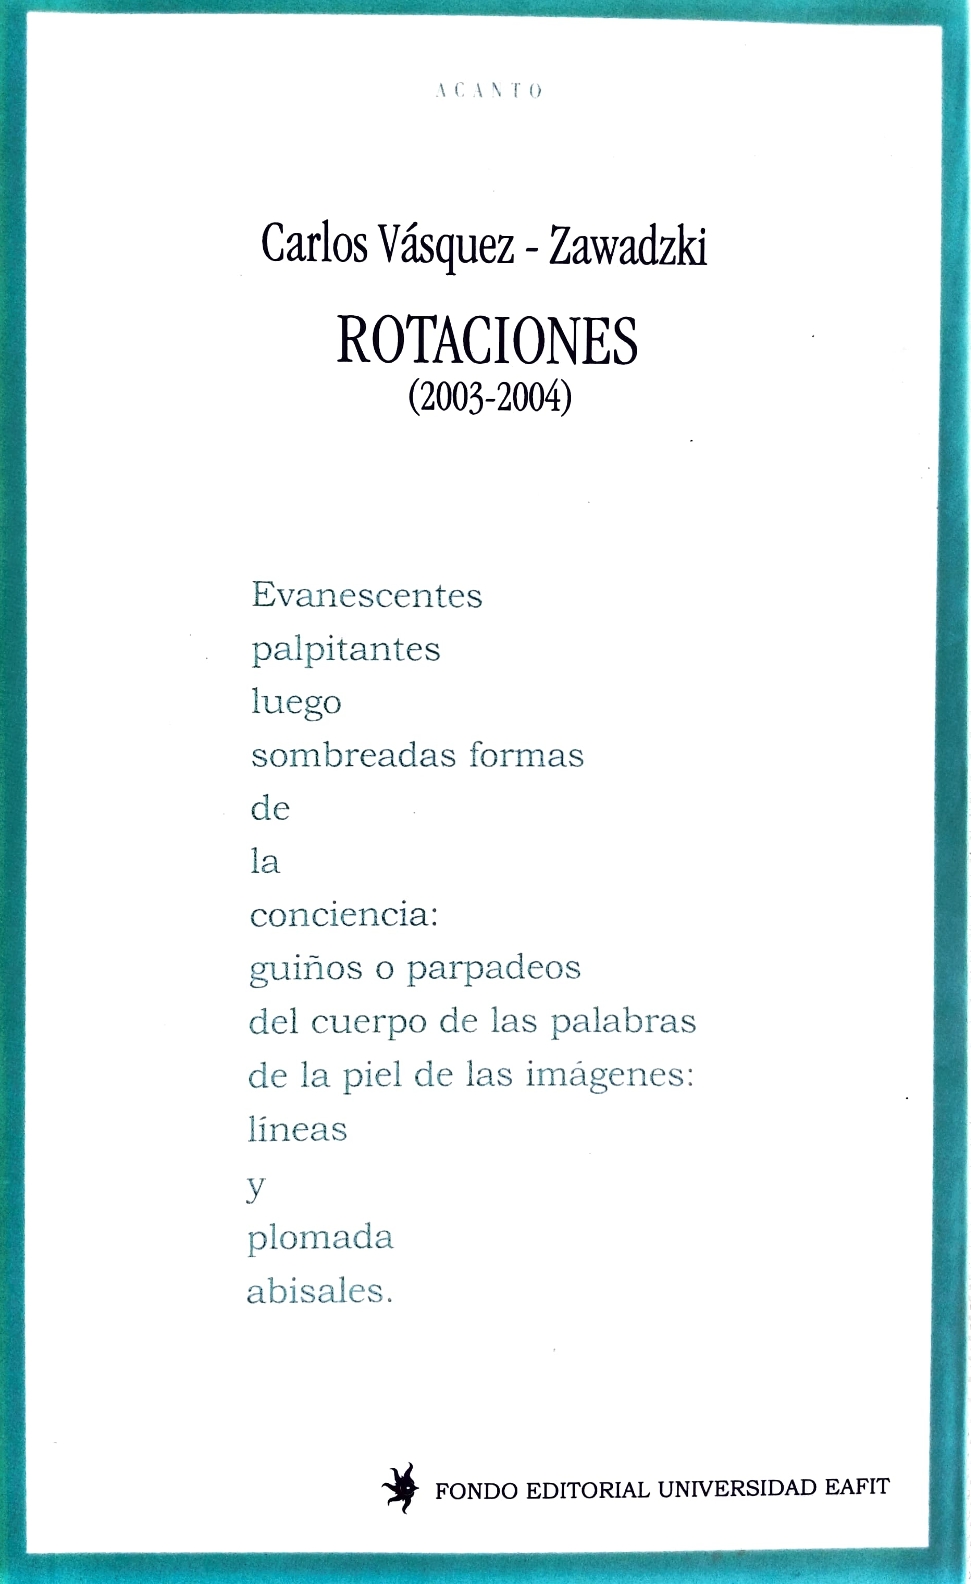 ACANTO
Carlos Vásquez - Zawadzki
ROTACIONES
(2003-2004)
Evanescentes
palpitantes
luego
sombreadas formas
de
la
conciencia:
guiños o parpadeos
del cuerpo de las palabras
de la piel de las imágenes:
líneas
y
plomada
abisales.
FONDO EDITORIAL UNIVERSIDAD EAFIT